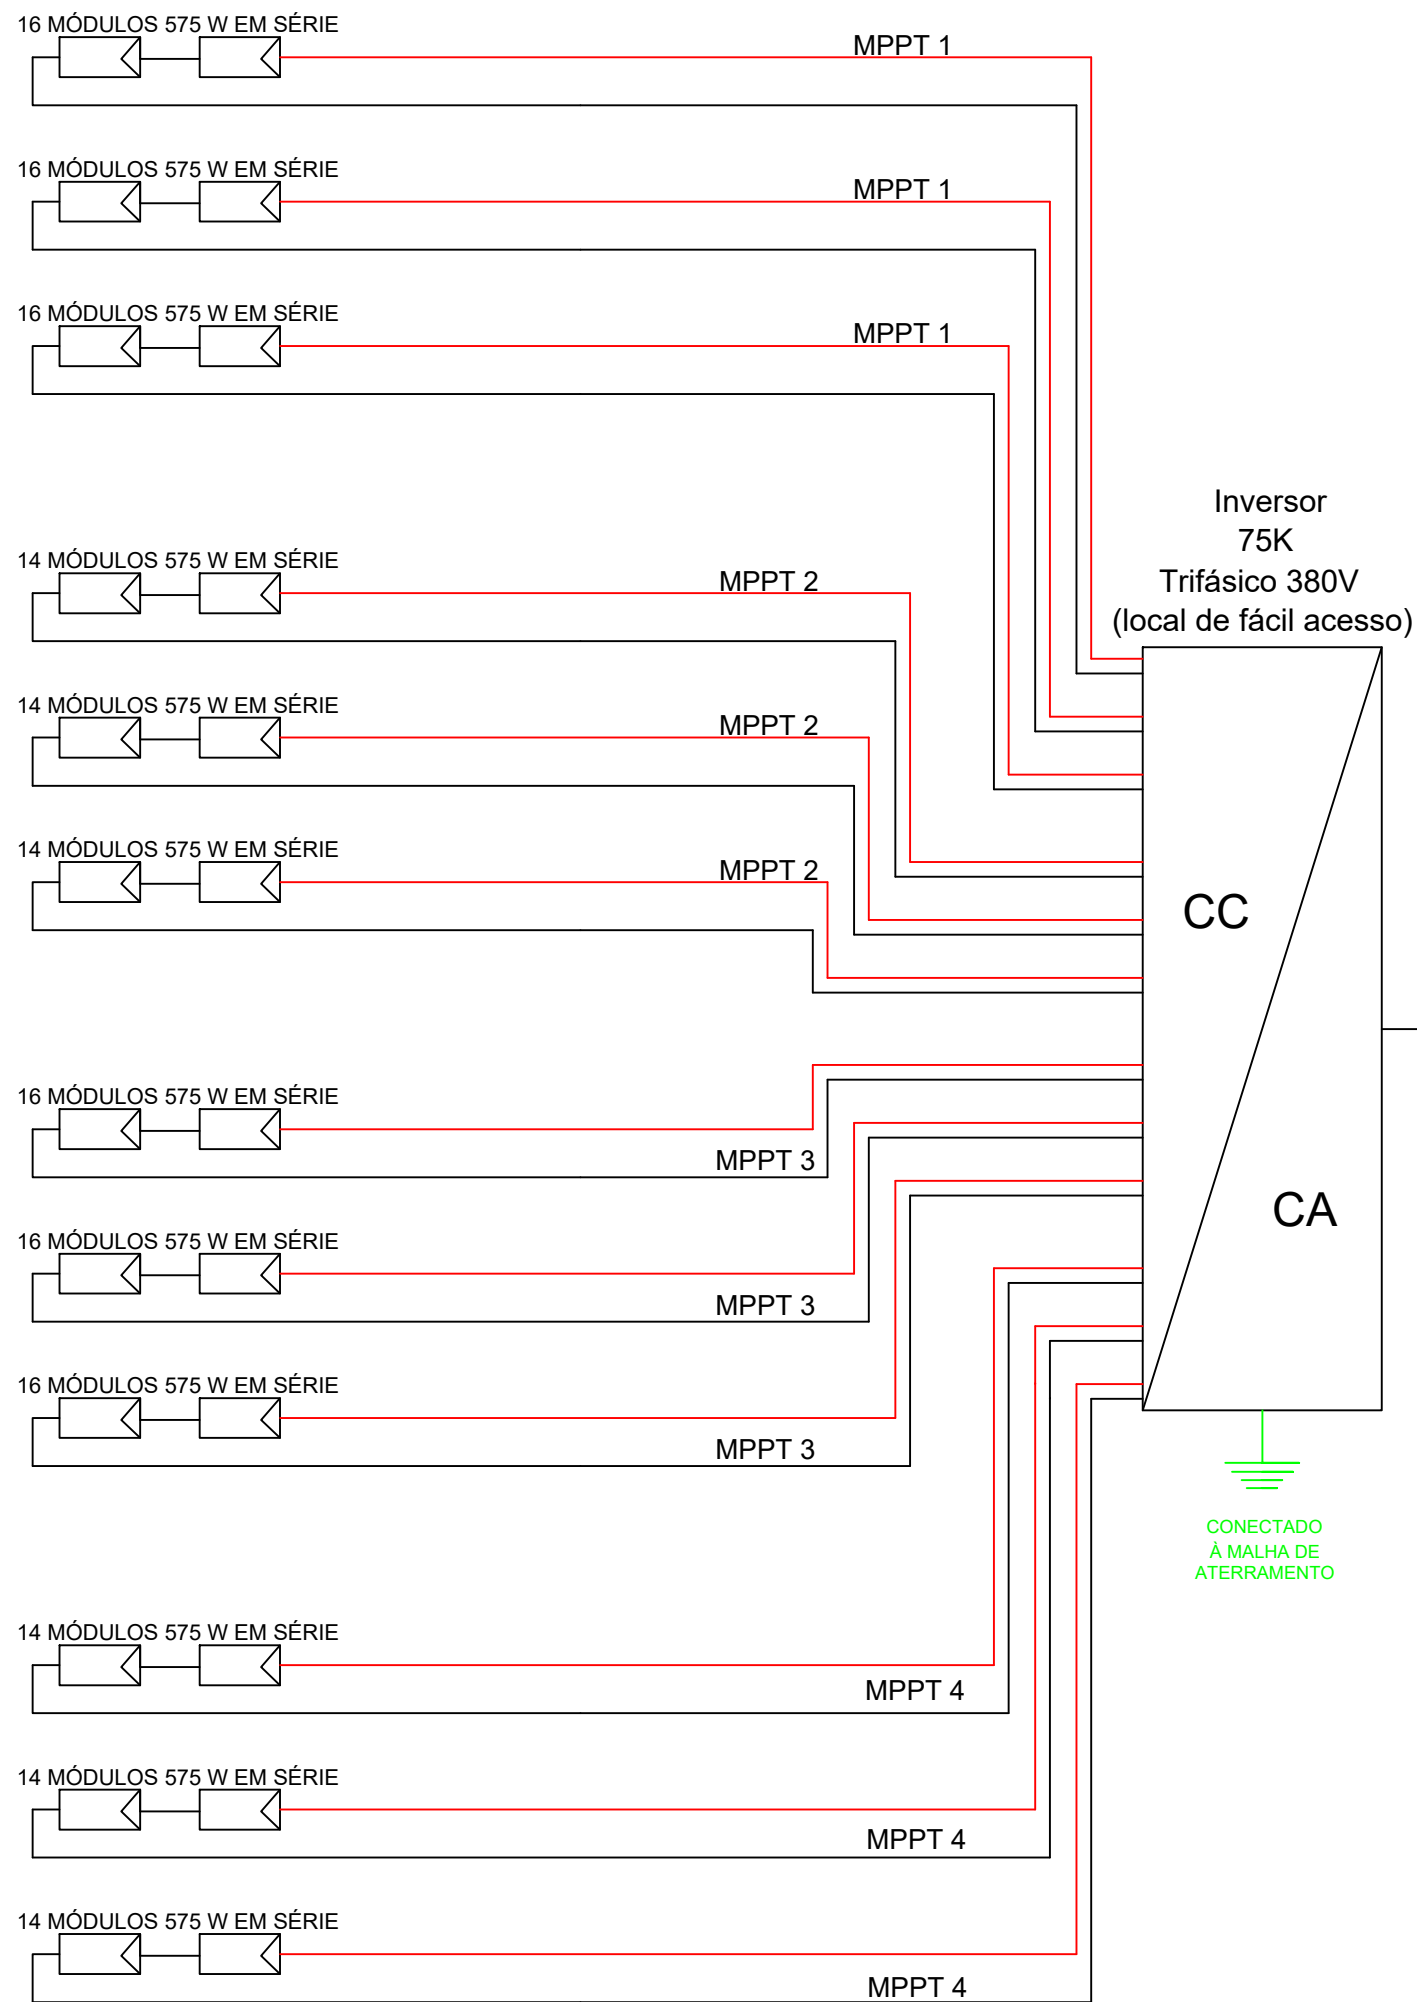 16 MÓDULOS 575 W EM SÉRIE
MPPT 1
16 MÓDULOS 575 W EM SÉRIE
MPPT 1
16 MÓDULOS 575 W EM SÉRIE
MPPT 1
Inversor
75K
Trifásico 380V
(local de fácil acesso)
14 MÓDULOS 575 W EM SÉRIE
MPPT 2
14 MÓDULOS 575 W EM SÉRIE
MPPT 2
14 MÓDULOS 575 W EM SÉRIE
MPPT 2
CC
16 MÓDULOS 575 W EM SÉRIE
MPPT 3
CA
16 MÓDULOS 575 W EM SÉRIE
MPPT 3
16 MÓDULOS 575 W EM SÉRIE
MPPT 3
CONECTADO
À MALHA DE
ATERRAMENTO
14 MÓDULOS 575 W EM SÉRIE
MPPT 4
14 MÓDULOS 575 W EM SÉRIE
MPPT 4
14 MÓDULOS 575 W EM SÉRIE
MPPT 4